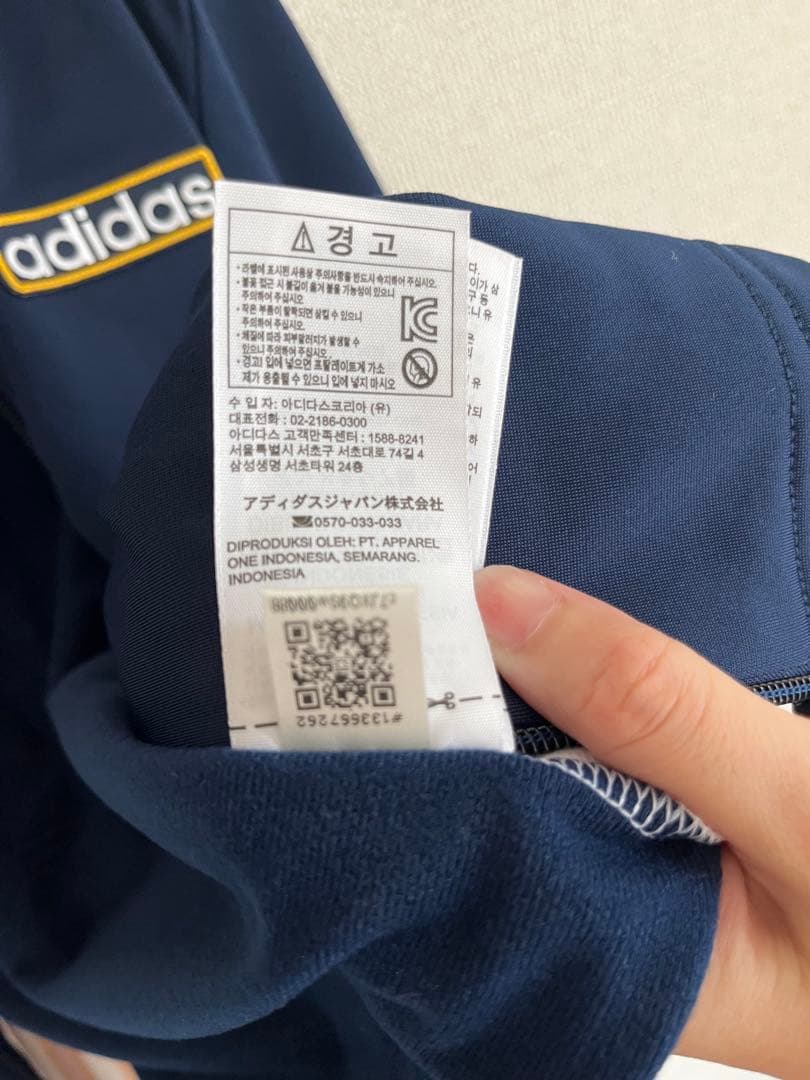 adidas
⚠ 경 고
• 라벨에 표시된 사용상 주의사항을 반드시 숙지하여 주십시오.
• 불꽃 접근 시 불길이 옮겨 붙을 가능성이 있으니
주의하여 주십시오
• 작은 부품이 탈락되면 삼킬 수 있으니
주의하여 주십시오.
• 체질에 따라 피부알러지가 발생할 수
있으니 주의하여 주십시오.
• 경고! 입에 넣으면 프탈레이트계 가소
제가 용출될 수 있으니 입에 넣지 마시오
수 입 자: 아디다스코리아 (유)
대표전화 : 02-2186-0300
아디다스 고객만족센터 : 1588-8241
서울특별시 서초구 서초대로 74길 4
삼성생명 서초타워 24층
アディダスジャパン株式会社
0570-033-033
DIPRODUKSI OLEH: PT. APPAREL
ONE INDONESIA, SEMARANG.
INDONESIA
#133667262